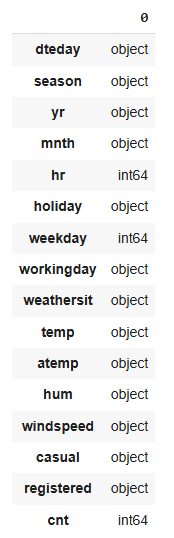 0
dteday object
season object
yr object
mnth object
hr int64
holiday object
weekday int64
workingday object
weathersit object
temp object
atemp object
hum object
windspeed object
casual object
registered object
cnt int64